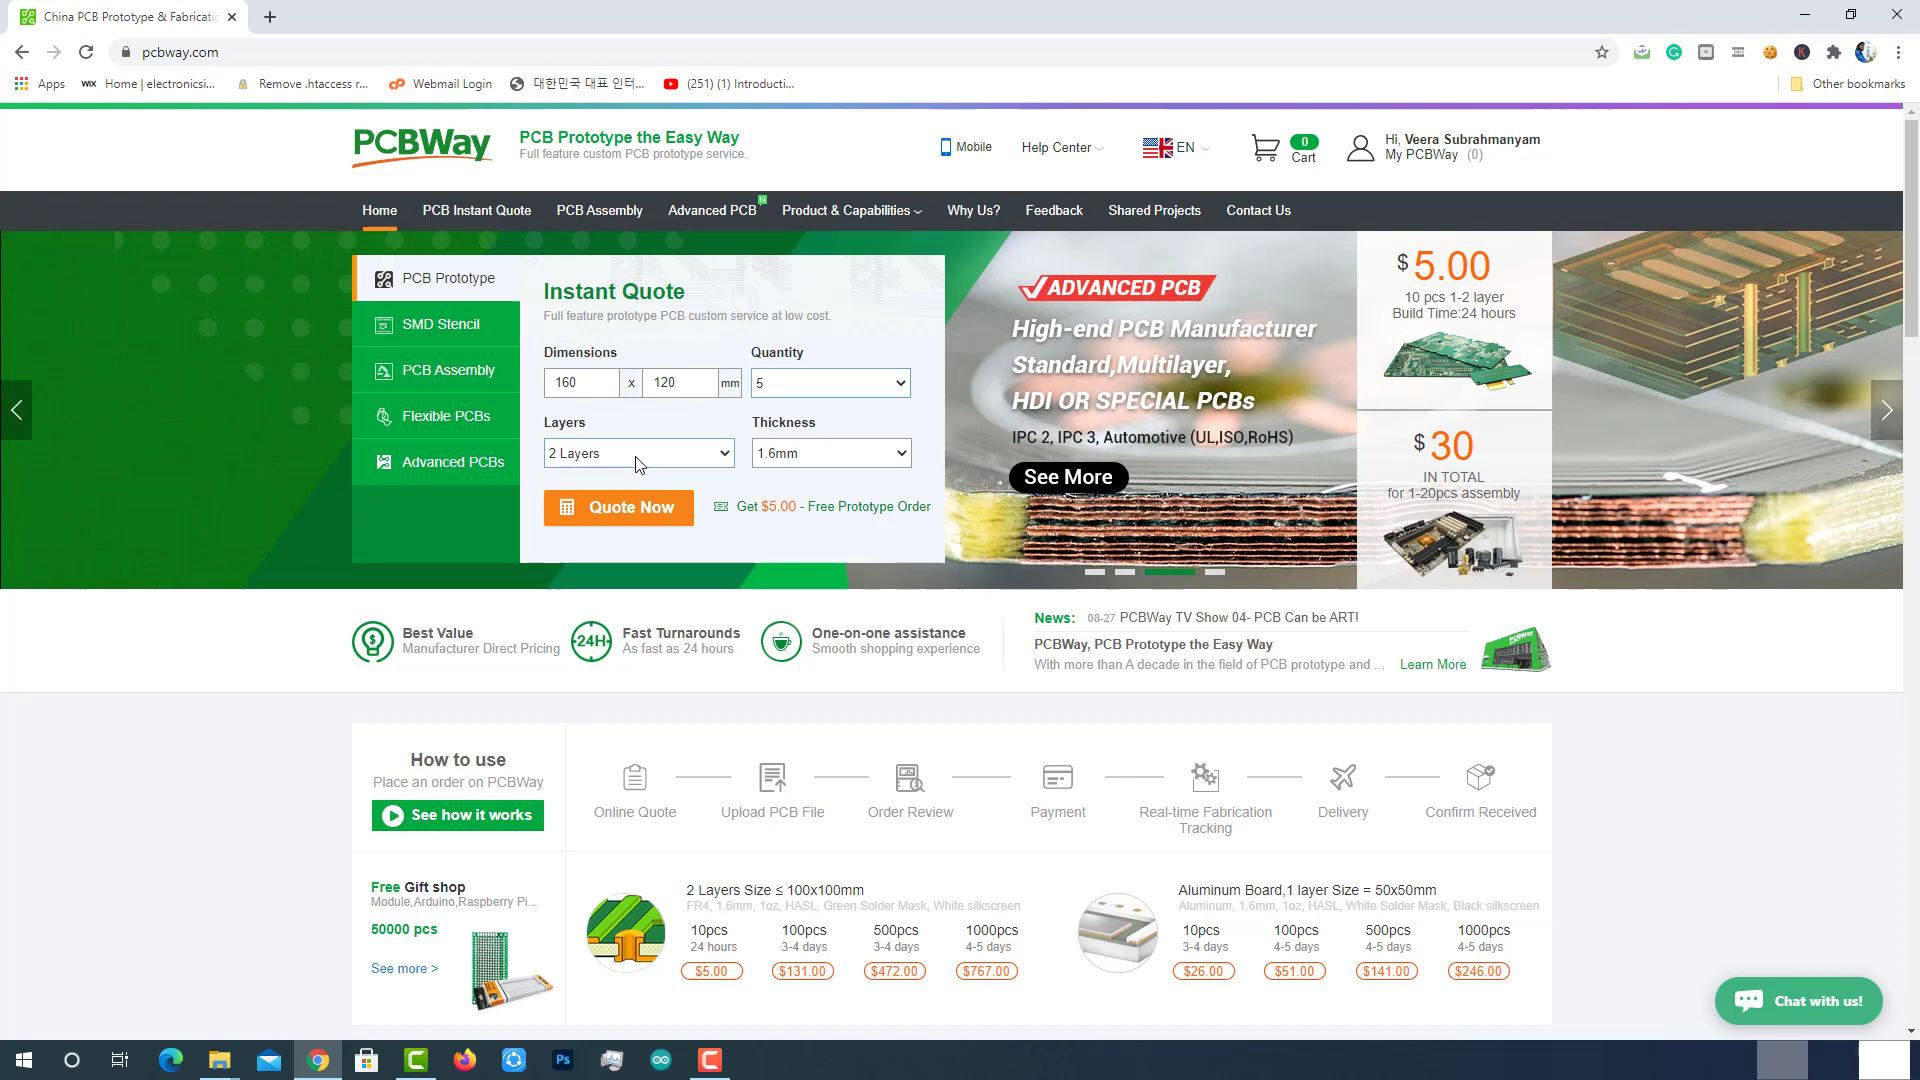 China PCB Prototype & Fabricatio
pcbway.com
Apps
WIX Home | electronicsi...
Remove .htaccess r...
Webmail Login
대한민국 대표 인터...
(251) (1) Introducti...
Other bookmarks
PCBWay
PCB Prototype the Easy Way
Full feature custom PCB prototype service.
Mobile
Help Center
EN
0
Cart
Hi, Veera Subrahmanyam
My PCBWay (0)
Home
PCB Instant Quote
PCB Assembly
Advanced PCB
N
Product & Capabilities
Why Us?
Feedback
Shared Projects
Contact Us
PCB Prototype
SMD Stencil
PCB Assembly
Flexible PCBs
Advanced PCBs
Instant Quote
Full feature prototype PCB custom service at low cost.
Dimensions
Quantity
160 x 120 mm
5
Layers
Thickness
2 Layers
1.6mm
Quote Now
Get $5.00 - Free Prototype Order
ADVANCED PCB
High-end PCB Manufacturer
Standard,Multilayer,
HDI OR SPECIAL PCBs
IPC 2, IPC 3, Automotive (UL,ISO,RoHS)
See More
$ 5.00
10 pcs 1-2 layer
Build Time:24 hours
$ 30
IN TOTAL
for 1-20pcs assembly
Best Value
Manufacturer Direct Pricing
24H
Fast Turnarounds
As fast as 24 hours
One-on-one assistance
Smooth shopping experience
News: 08-27 PCBWay TV Show 04- PCB Can be ART!
PCBWay, PCB Prototype the Easy Way
With more than A decade in the field of PCB prototype and ... Learn More
How to use
Place an order on PCBWay
See how it works
Online Quote
Upload PCB File
Order Review
Payment
Real-time Fabrication
Tracking
Delivery
Confirm Received
Free Gift shop
Module,Arduino,Raspberry Pi...
50000 pcs
See more >
2 Layers Size ≤ 100x100mm
FR4, 1.6mm, 1oz, HASL, Green Solder Mask, White silkscreen
10pcs 100pcs 500pcs 1000pcs
24 hours 3-4 days 3-4 days 4-5 days
$5.00 $131.00 $472.00 $767.00
Aluminum Board,1 layer Size = 50x50mm
Aluminum, 1.6mm, 1oz, HASL, White Solder Mask, Black silkscreen
10pcs 100pcs 500pcs 1000pcs
3-4 days 4-5 days 4-5 days 4-5 days
$26.00 $51.00 $141.00 $246.00
Chat with us!
Ps